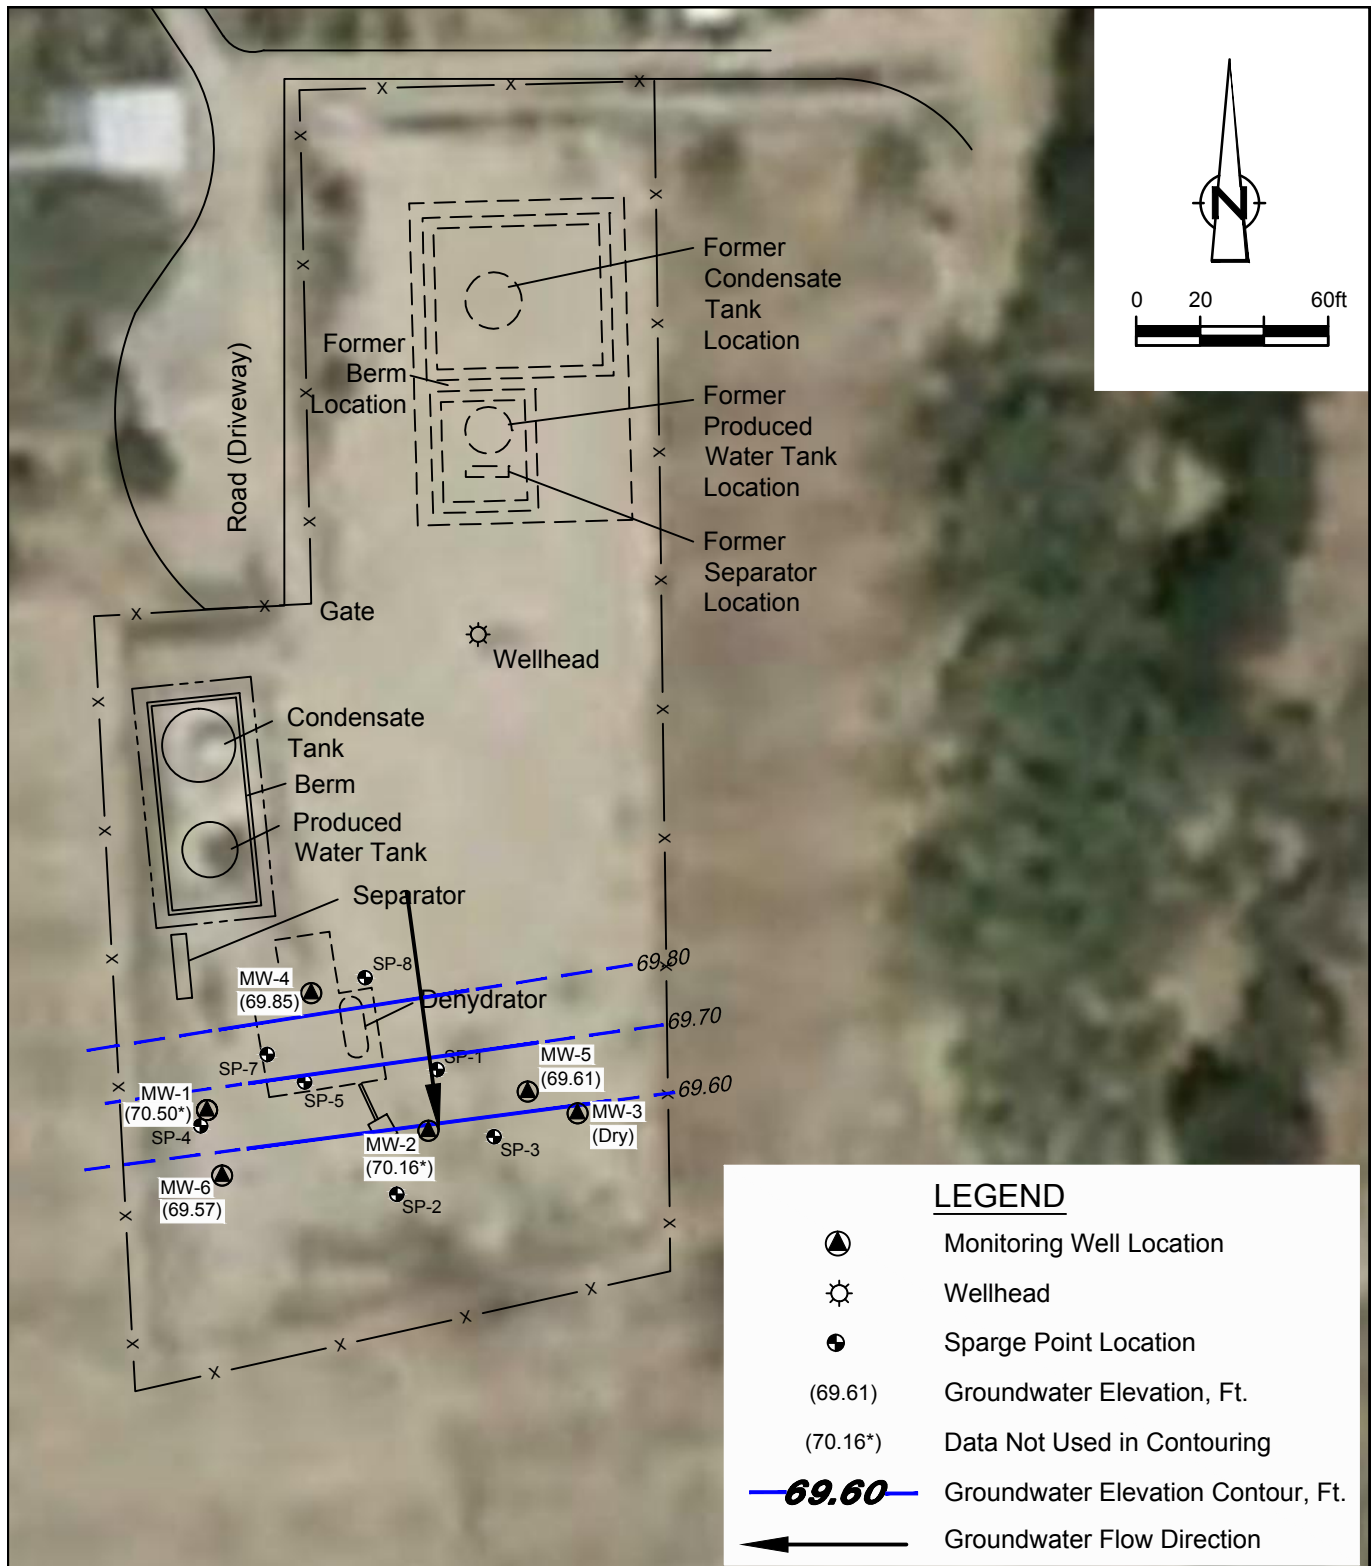 N
0 20 60ft
Former
Condensate
Tank
Location
Former
Berm
Location
Former
Produced
Water Tank
Location
Former
Separator
Location
Road (Driveway)
Gate
Wellhead
Condensate
Tank
Berm
Produced
Water Tank
Separator
SP-8
MW-4
(69.85)
Dehydrator
69.80
69.70
69.60
SP-7
SP-5
SP-1
MW-5
(69.61)
MW-1
(70.50*)
SP-4
MW-3
(Dry)
MW-2
(70.16*)
SP-3
MW-6
(69.57)
SP-2
LEGEND
Monitoring Well Location
Wellhead
Sparge Point Location
(69.61) Groundwater Elevation, Ft.
(70.16*) Data Not Used in Contouring
69.60 Groundwater Elevation Contour, Ft.
Groundwater Flow Direction